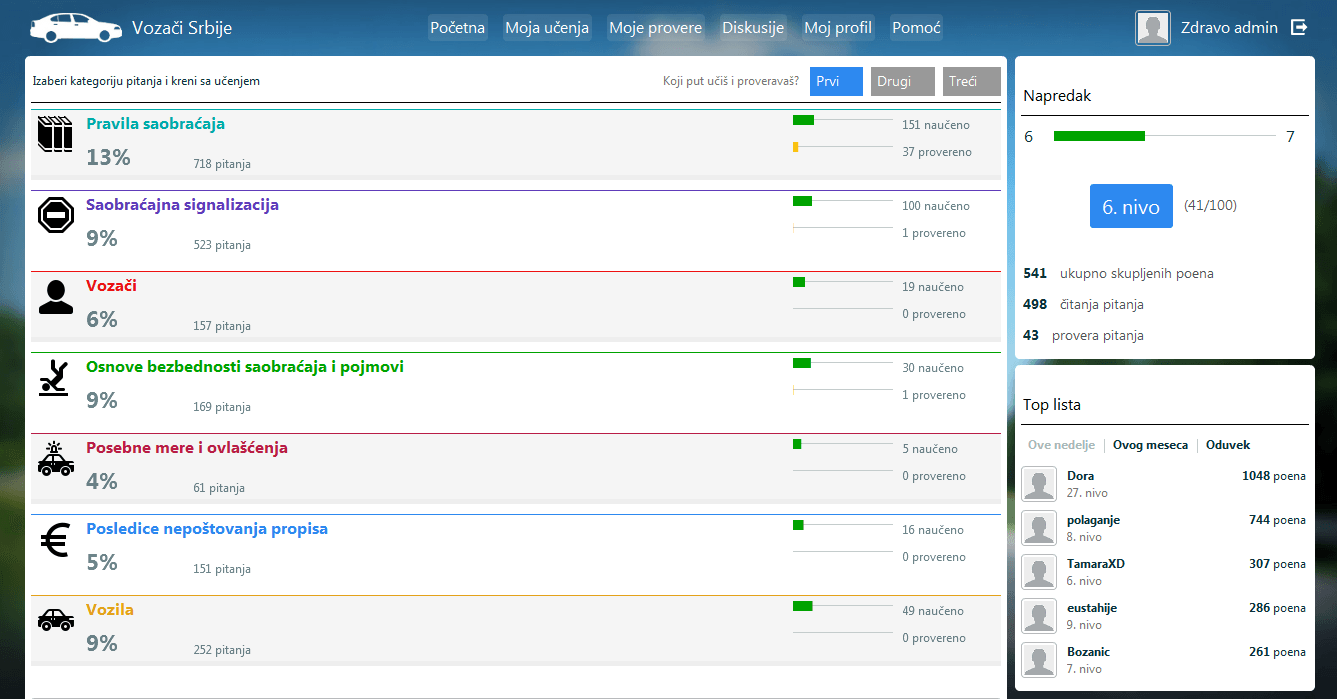 Vozači Srbije
Početna Moja učenja Moje provere Diskusije Moj profil Pomoć
Zdravo admin
Izaberi kategoriju pitanja i kreni sa učenjem
Koji put učiš i proveravaš? Prvi Drugi Treći
Pravila saobraćaja
151 naučeno
13% 718 pitanja
37 provereno
Saobraćajna signalizacija
100 naučeno
9% 523 pitanja
1 provereno
Vozači
19 naučeno
6% 157 pitanja
0 provereno
Osnove bezbednosti saobraćaja i pojmovi
30 naučeno
9% 169 pitanja
1 provereno
Posebne mere i ovlašćenja
5 naučeno
4% 61 pitanja
0 provereno
Posledice nepoštovanja propisa
16 naučeno
5% 151 pitanja
0 provereno
Vozila
49 naučeno
9% 252 pitanja
0 provereno
Napredak
6 7
6. nivo (41/100)
541 ukupno skupljenih poena
498 čitanja pitanja
43 provera pitanja
Top lista
Ove nedelje Ovog meseca Oduvek
Dora 1048 poena
27. nivo
polaganje 744 poena
8. nivo
TamaraXD 307 poena
6. nivo
eustahije 286 poena
9. nivo
Bozanic 261 poena
7. nivo